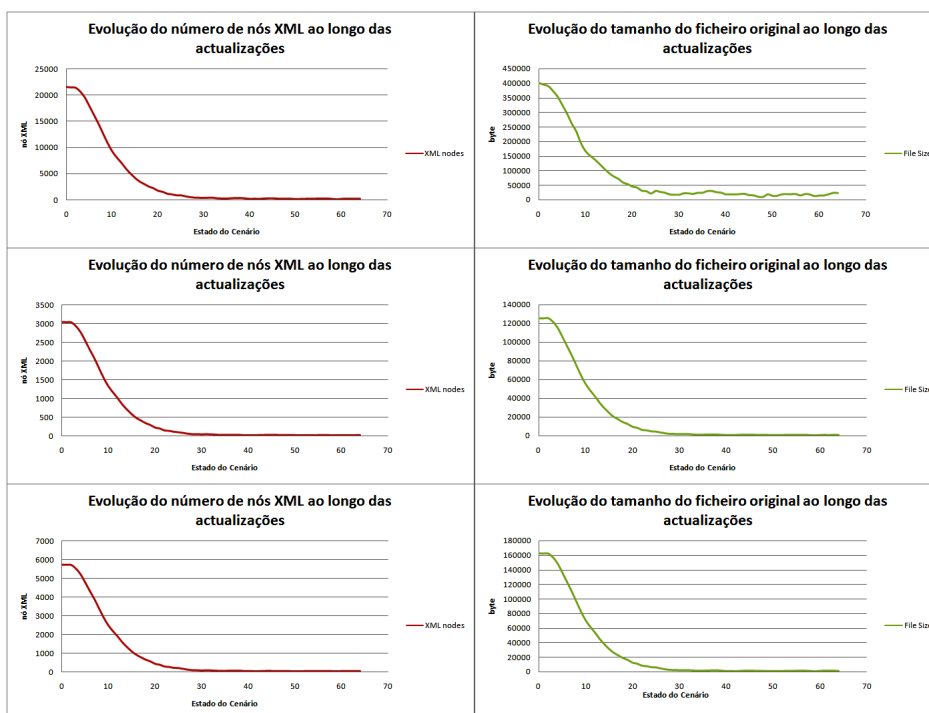 Evolução do número de nós XML ao longo das
actualizações
25000
20000
15000
10000
5000
0
nó XML
0 10 20 30 40 50 60 70
Estado do Cenário
XML nodes
Evolução do tamanho do ficheiro original ao longo das
actualizações
450000
400000
350000
300000
250000
200000
150000
100000
50000
0
byte
0 10 20 30 40 50 60 70
Estado do Cenário
File Size
Evolução do número de nós XML ao longo das
actualizações
3500
3000
2500
2000
1500
1000
500
0
nó XML
0 10 20 30 40 50 60 70
Estado do Cenário
XML nodes
Evolução do tamanho do ficheiro original ao longo das
actualizações
140000
120000
100000
80000
60000
40000
20000
0
byte
0 10 20 30 40 50 60 70
Estado do Cenário
File Size
Evolução do número de nós XML ao longo das
actualizações
7000
6000
5000
4000
3000
2000
1000
0
nó XML
0 10 20 30 40 50 60 70
Estado do Cenário
XML nodes
Evolução do tamanho do ficheiro original ao longo das
actualizações
180000
160000
140000
120000
100000
80000
60000
40000
20000
0
byte
0 10 20 30 40 50 60 70
Estado do Cenário
File Size